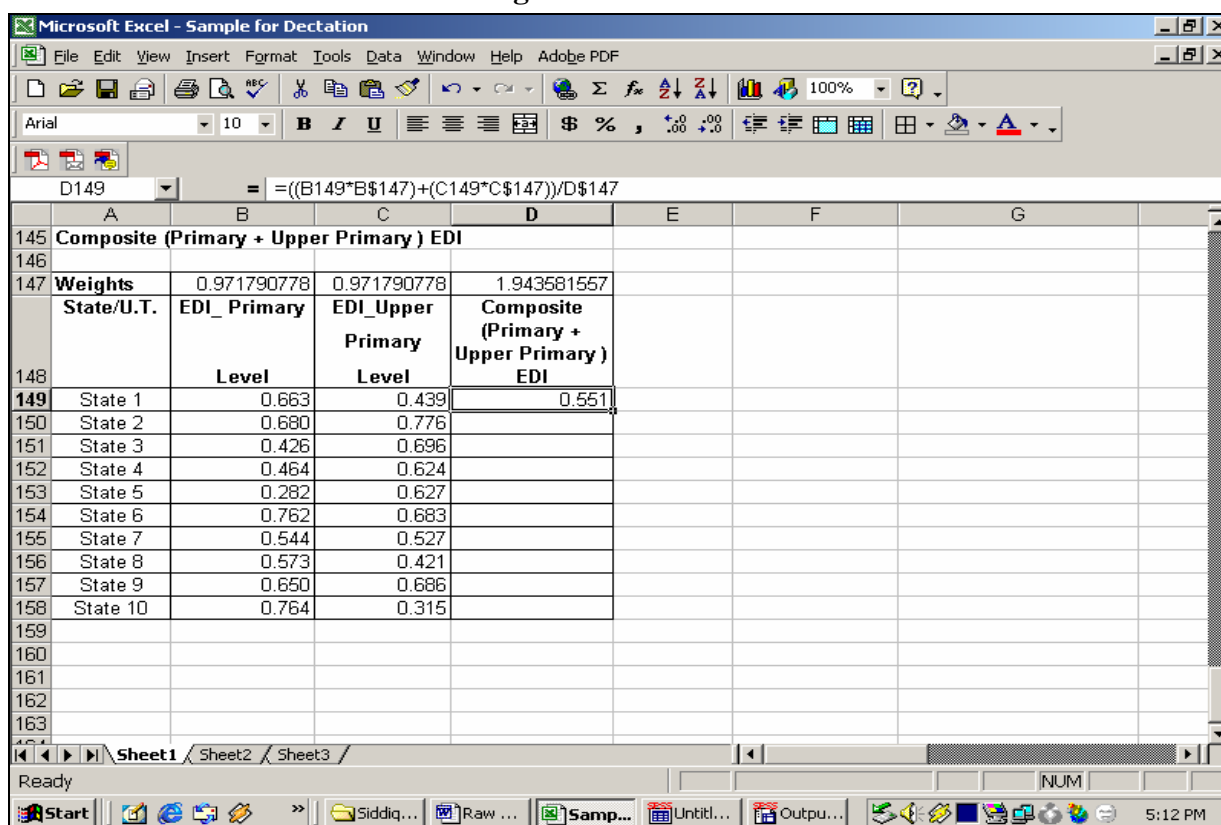 Microsoft Excel - Sample for Dectation
File Edit View Insert Format Tools Data Window Help Adobe PDF
100%
Arial 10 B I U $ % ,
D149 = =((B149*B$147)+(C149*C$147))/D$147
A B C D E F G
145 Composite (Primary + Upper Primary ) EDI
146
147 Weights 0.971790778 0.971790778 1.943581557
148 State/U.T. EDI_ Primary Level EDI_Upper Primary Level Composite (Primary + Upper Primary ) EDI
149 State 1 0.663 0.439 0.551
150 State 2 0.680 0.776
151 State 3 0.426 0.696
152 State 4 0.464 0.624
153 State 5 0.282 0.627
154 State 6 0.762 0.683
155 State 7 0.544 0.527
156 State 8 0.573 0.421
157 State 9 0.650 0.686
158 State 10 0.764 0.315
159
160
161
162
163
Sheet1 Sheet2 Sheet3
Ready NUM
Start » Siddiq... Raw ... Samp... Untitl... Outpu... 5:12 PM